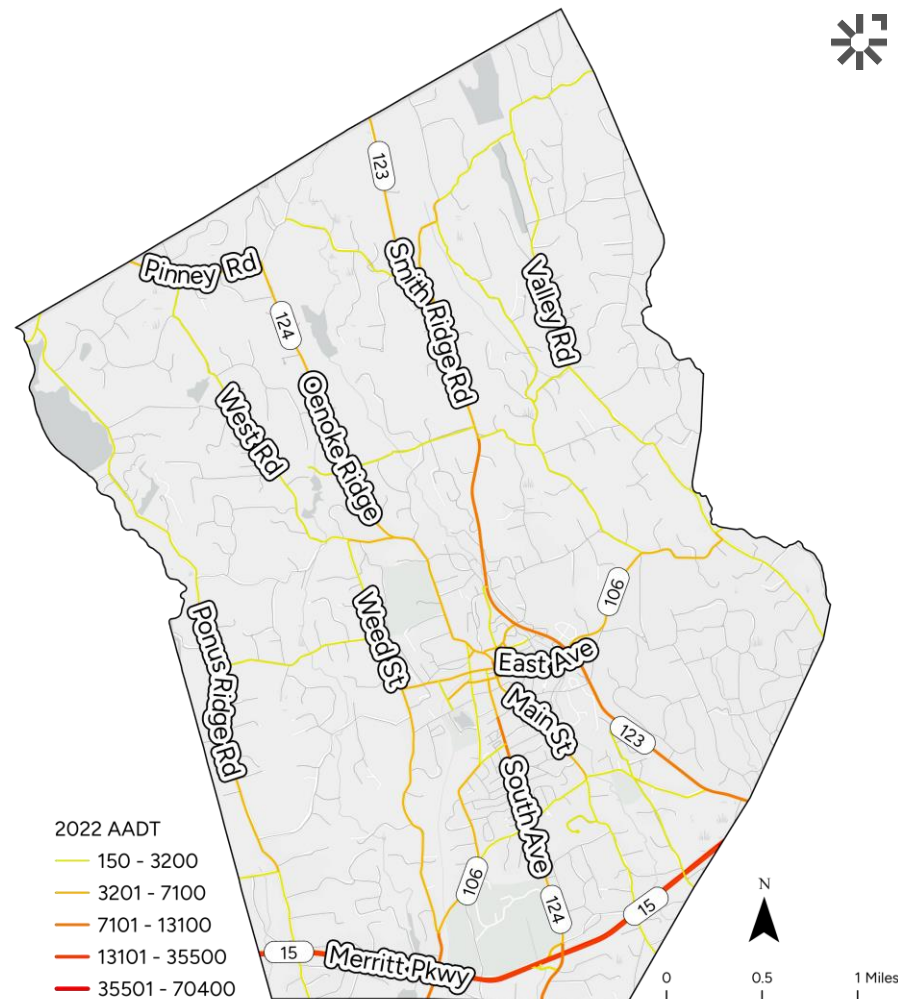 123
Pinney Rd
Smith Ridge Rd
Valley Rd
124
Oenoke Ridge
West Rd
106
Weed St
East Ave
Ponus Ridge Rd
Main St
123
South Ave
2022 AADT
150 - 3200
3201 - 7100
7101 - 13100
13101 - 35500
35501 - 70400
106
124
15
N
15
Merritt Pkwy
0 0.5 1 Miles